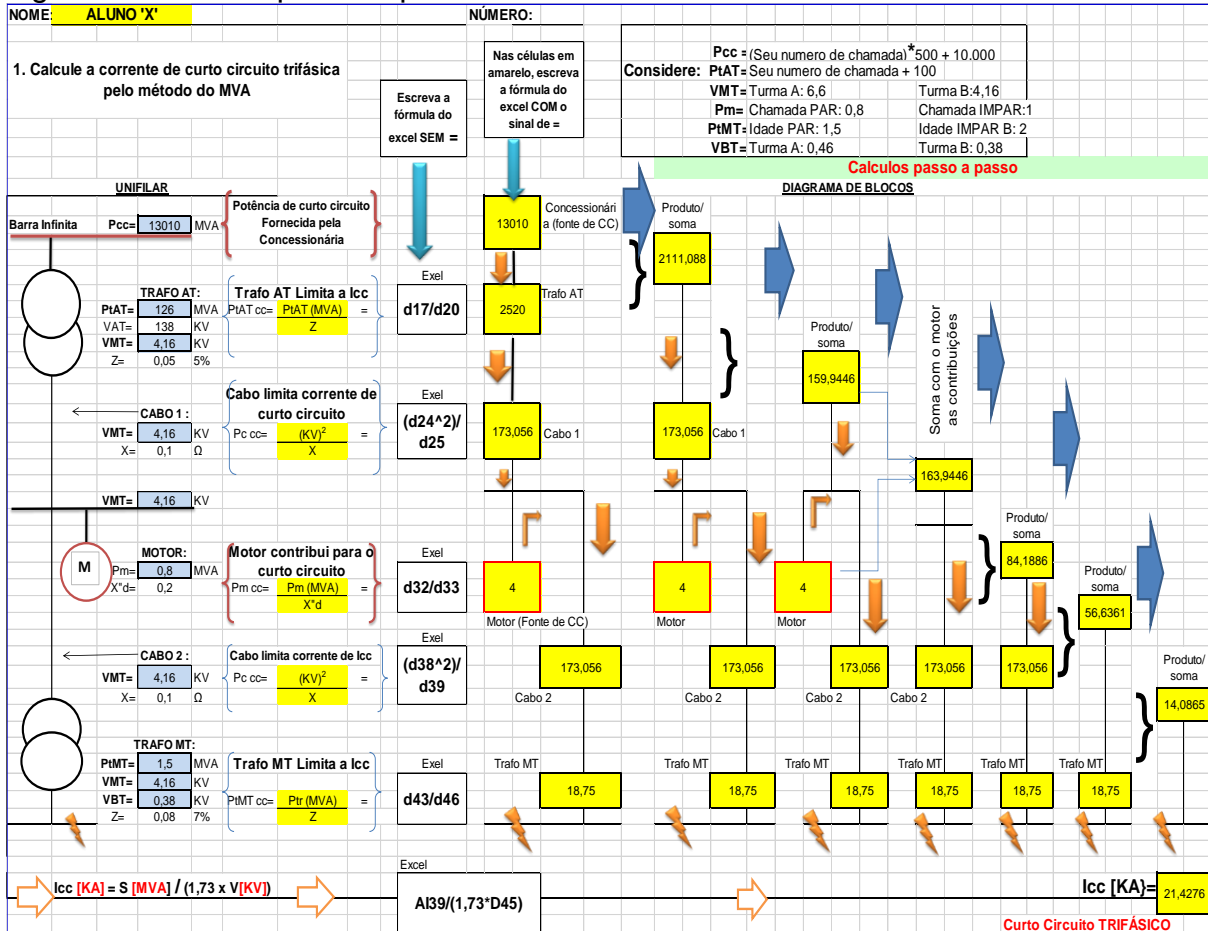 NOME: ALUNO 'X' NÚMERO:
1. Calcule a corrente de curto circuito trifásica
pelo método do MVA
Escreva a
fórmula do
excel SEM =
Nas células em
amarelo, escreva
a fórmula do
excel COM o
sinal de =
Pcc = (Seu numero de chamada)*500 + 10.000
Considere: PtAT= Seu numero de chamada + 100
VMT= Turma A: 6,6 Turma B:4,16
Pm= Chamada PAR: 0,8 Chamada IMPAR:1
PtMT= Idade PAR: 1,5 Idade IMPAR B: 2
VBT= Turma A: 0,46 Turma B: 0,38
Calculos passo a passo
UNIFILAR
DIAGRAMA DE BLOCOS
Barra Infinita Pcc= 13010 MVA
Potência de curto circuito
Fornecida pela
Concessionária
13010
Concessionári
a (fonte de CC)
Produto/
soma
2111,088
TRAFO AT:
PtAT= 126 MVA
VAT= 138 KV
VMT= 4,16 KV
Z= 0,05 5%
Trafo AT Limita a Icc
PtAT cc= PtAT (MVA) =
Z
Exel
d17/d20
2520
Trafo AT
Produto/
soma
159,9446
Soma com o motor
as contribuições
CABO 1 :
VMT= 4,16 KV
X= 0,1 Ω
Cabo limita corrente de
curto circuito
Pc cc= (KV)² =
X
Exel
(d24^2)/
d25
173,056 Cabo 1
173,056 Cabo 1
163,9446
VMT= 4,16 KV
M
MOTOR:
Pm= 0,8 MVA
X"d= 0,2
Motor contribui para o
curto circuito
Pm cc= Pm (MVA) =
X"d
Exel
d32/d33
4
Motor (Fonte de CC)
4
Motor
4
Motor
Produto/
soma
84,1886
Produto/
soma
56,6361
CABO 2 :
VMT= 4,16 KV
X= 0,1 Ω
Cabo limita corrente de Icc
Pc cc= (KV)² =
X
Exel
(d38^2)/
d39
173,056 173,056 173,056 173,056 173,056
Cabo 2 Cabo 2 Cabo 2 Cabo 2
Produto/
soma
14,0865
TRAFO MT:
PtMT= 1,5 MVA
VMT= 4,16 KV
VBT= 0,38 KV
Z= 0,08 7%
Trafo MT Limita a Icc
PtMT cc= Ptr (MVA) =
Z
Exel
d43/d46
Trafo MT Trafo MT Trafo MT Trafo MT Trafo MT Trafo MT
18,75 18,75 18,75 18,75 18,75 18,75
Icc [KA] = S [MVA] / (1,73 x V[KV])
Excel
AI39/(1,73*D45)
Icc [KA}= 21,4276
Curto Circuito TRIFÁSICO